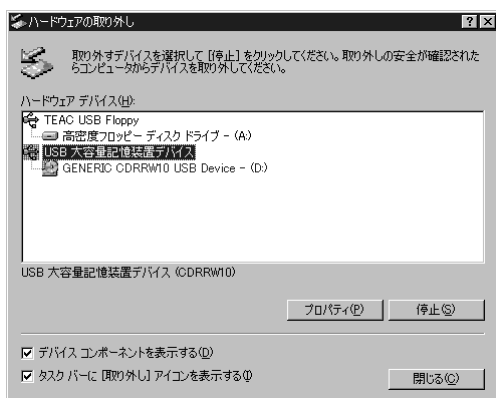 ハードウェアの取り外し
取り外すデバイスを選択して [停止] をクリックしてください。取り外しの安全が確認された
らコンピュータからデバイスを取り外してください。
ハードウェア デバイス(H):
TEAC USB Floppy
高密度フロッピー ディスク ドライブ - (A:)
USB 大容量記憶装置デバイス
GENERIC CDRRW10 USB Device - (D:)
USB 大容量記憶装置デバイス (CDRRW10)
プロパティ(P)
停止(S)
デバイス コンポーネントを表示する(D)
タスク バーに [取り外し] アイコンを表示する(I)
閉じる(C)